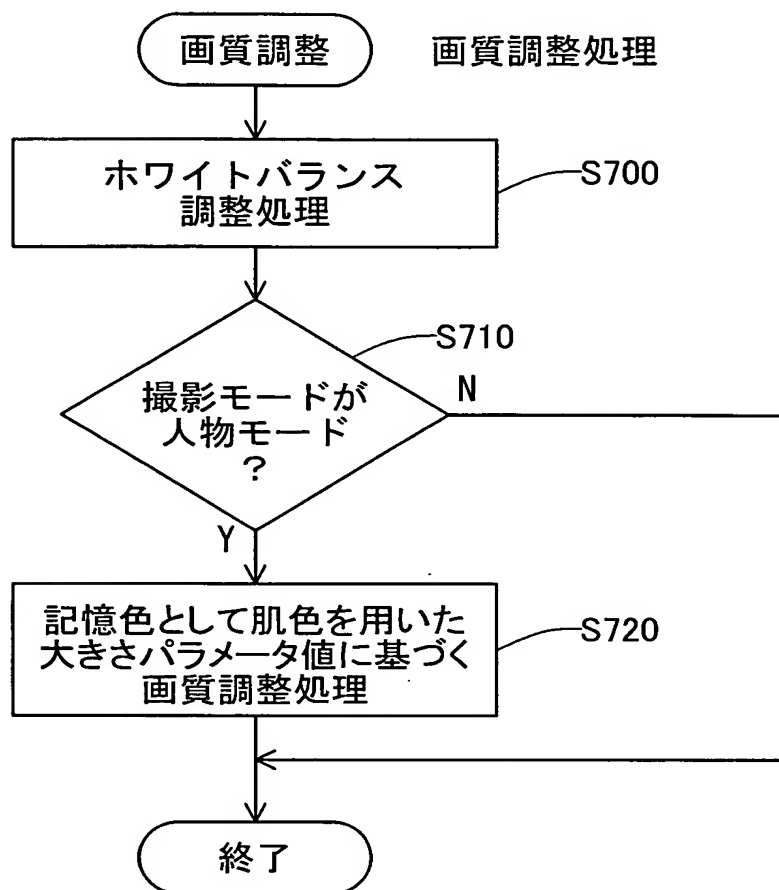 画質調整
画質調整処理
ホワイトバランス
調整処理
S700
S710
撮影モードが
人物モード
?
N
Y
記憶色として肌色を用いた
大きさパラメータ値に基づく
画質調整処理
S720
終了